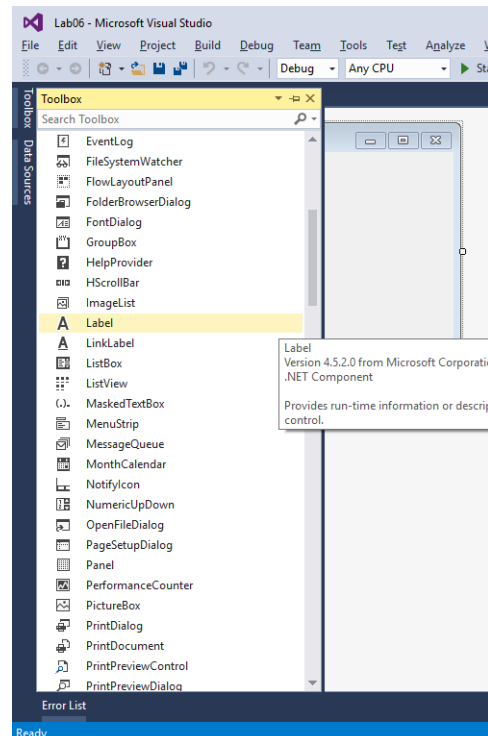 Lab06 - Microsoft Visual Studio
File Edit View Project Build Debug Team Tools Test Analyze
Debug Any CPU
Toolbox
Data Sources
Toolbox
Search Toolbox
EventLog
FileSystemWatcher
FlowLayoutPanel
FolderBrowserDialog
FontDialog
GroupBox
HelpProvider
HScrollBar
ImageList
Label
LinkLabel
ListBox
ListView
MaskedTextBox
MenuStrip
MessageQueue
MonthCalendar
NotifyIcon
NumericUpDown
OpenFileDialog
PageSetupDialog
Panel
PerformanceCounter
PictureBox
PrintDialog
PrintDocument
PrintPreviewControl
PrintPreviewDialog
Label
Version 4.5.2.0 from Microsoft Corporati
.NET Component
Provides run-time information or descrip
control.
Error List
Ready